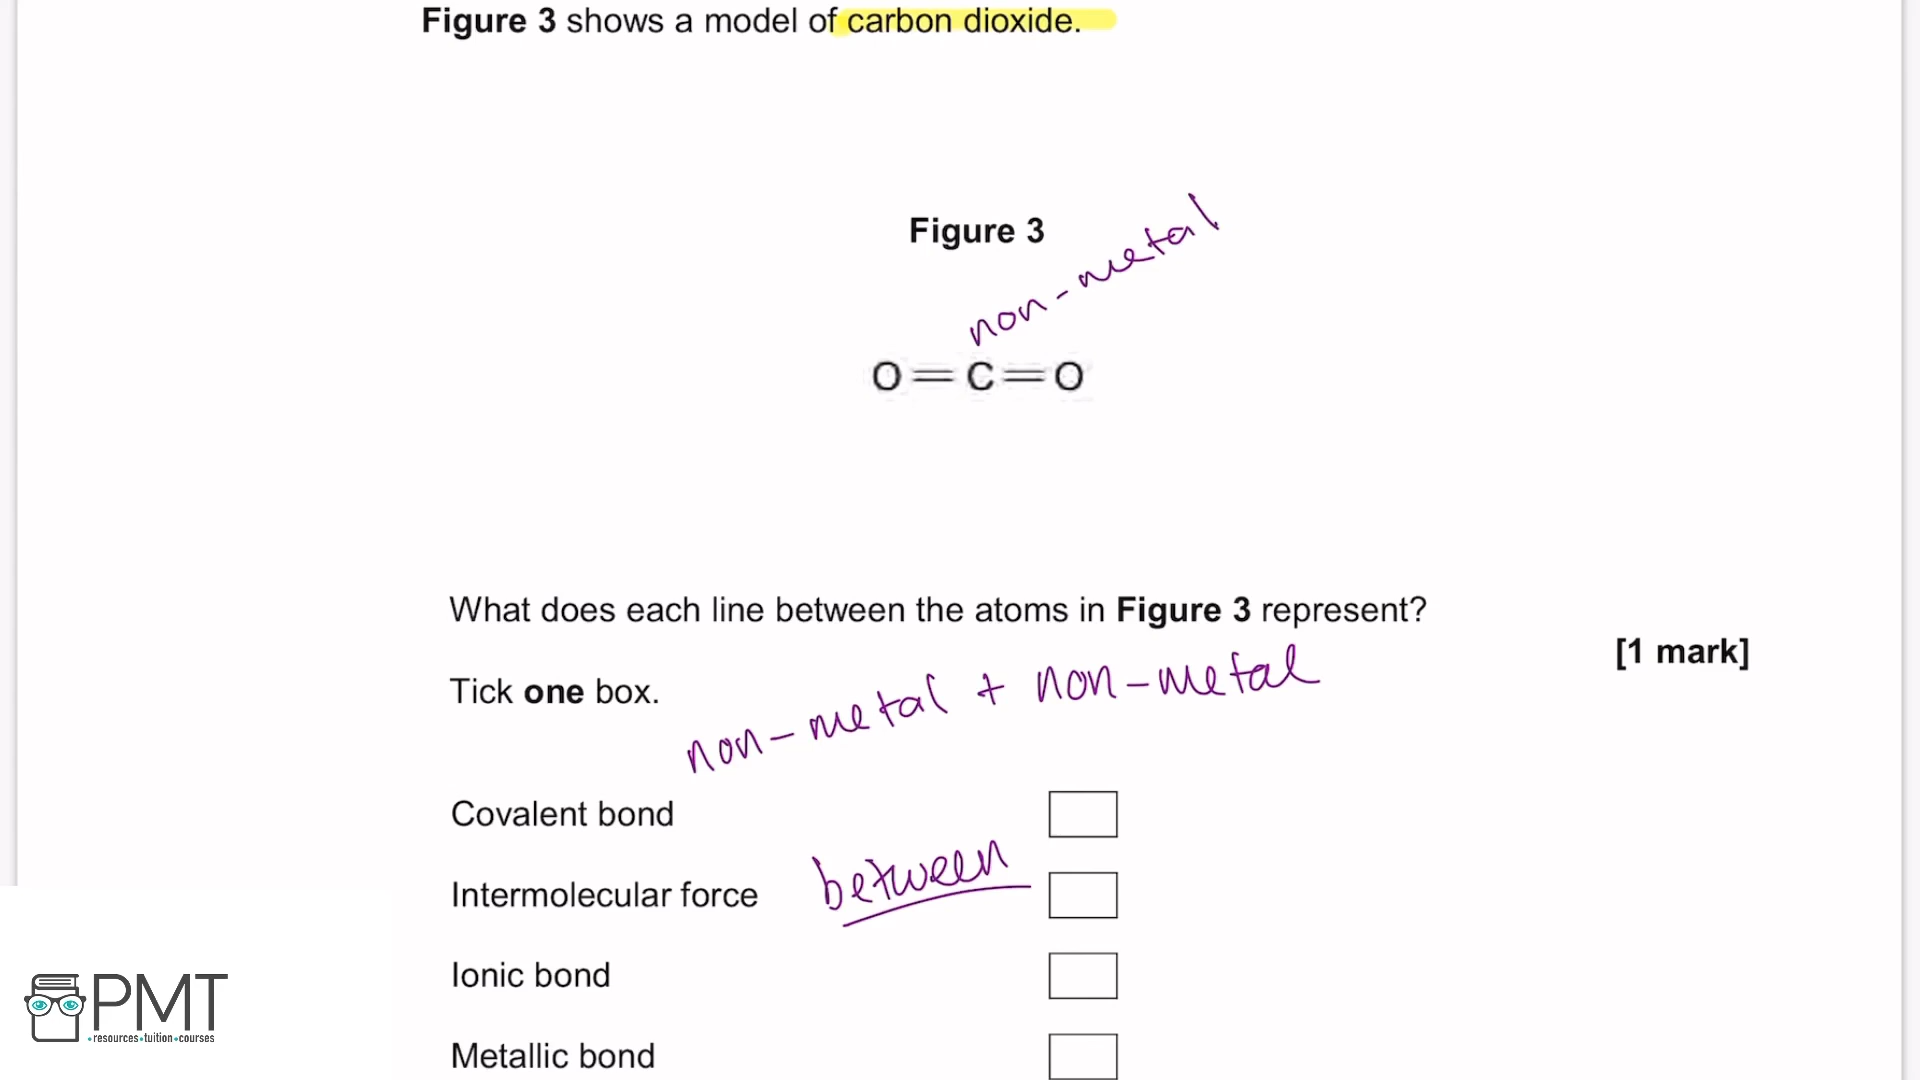 Figure 3 shows a model of carbon dioxide.
Figure 3
non-metal
O=C=O
What does each line between the atoms in Figure 3 represent?
[1 mark]
Tick one box.
non-metal + non-metal
Covalent bond
Intermolecular force between
Ionic bond
Metallic bond
PMT
•resources•tuition•courses